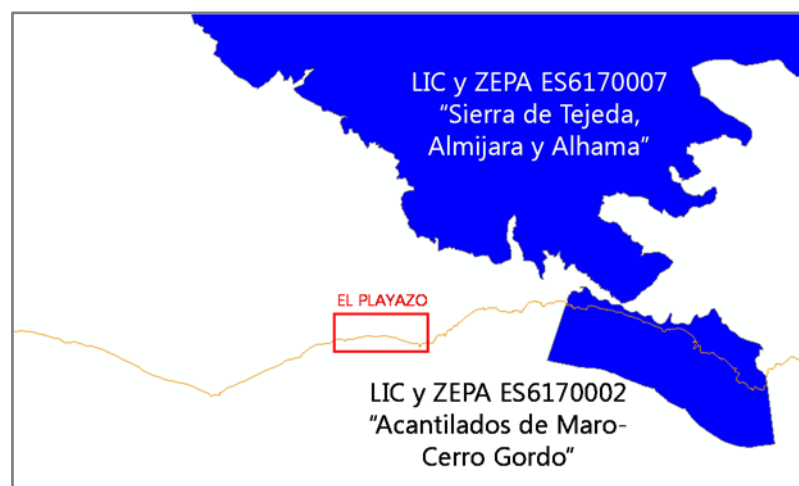 LIC y ZEPA ES6170007
"Sierra de Tejeda,
Almijara y Alhama"
EL PLAYAZO
LIC y ZEPA ES6170002
"Acantilados de Maro-
Cerro Gordo"